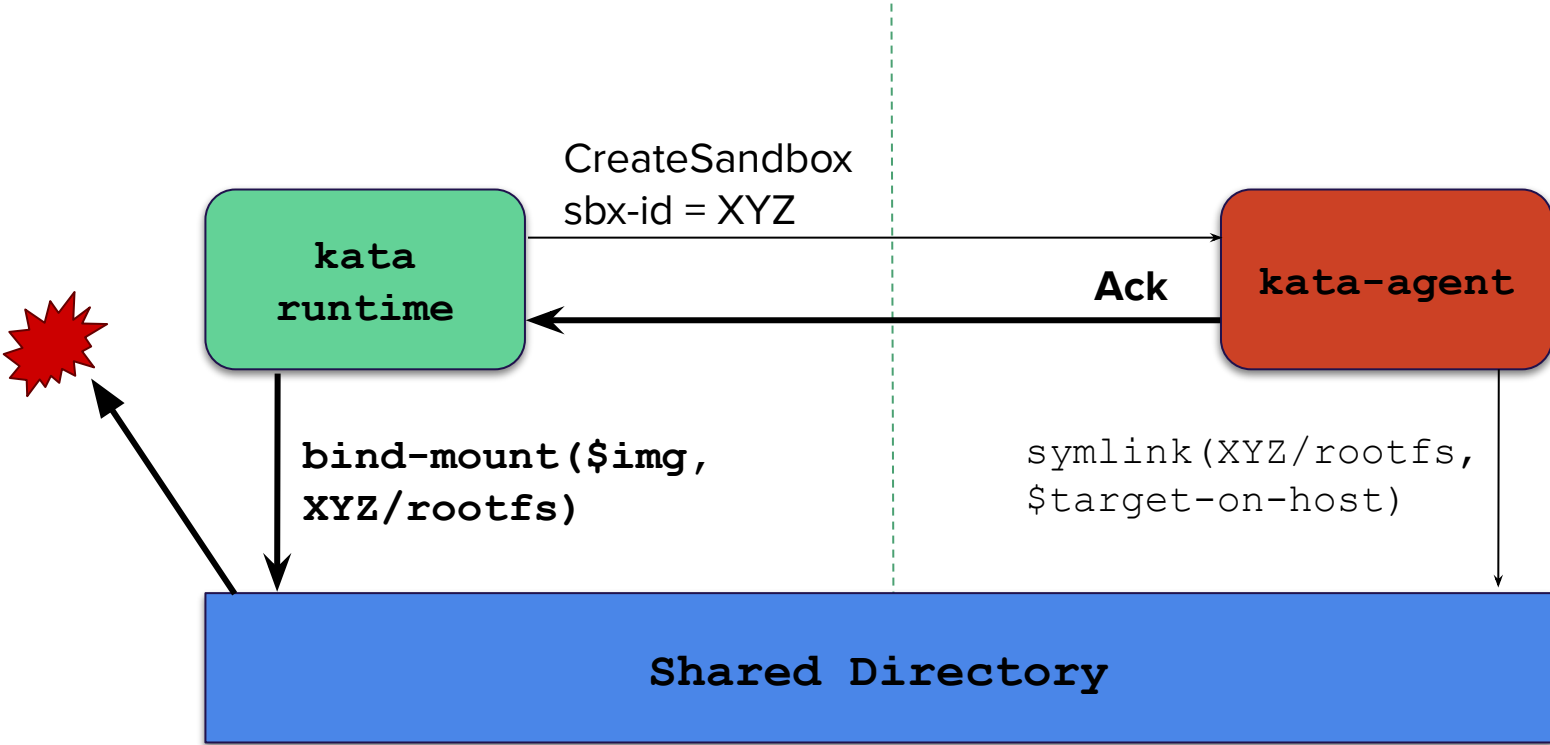 CreateSandbox
sbx-id = XYZ
kata
runtime
Ack
kata-agent
bind-mount($img,
XYZ/rootfs)
symlink(XYZ/rootfs,
$target-on-host)
Shared Directory